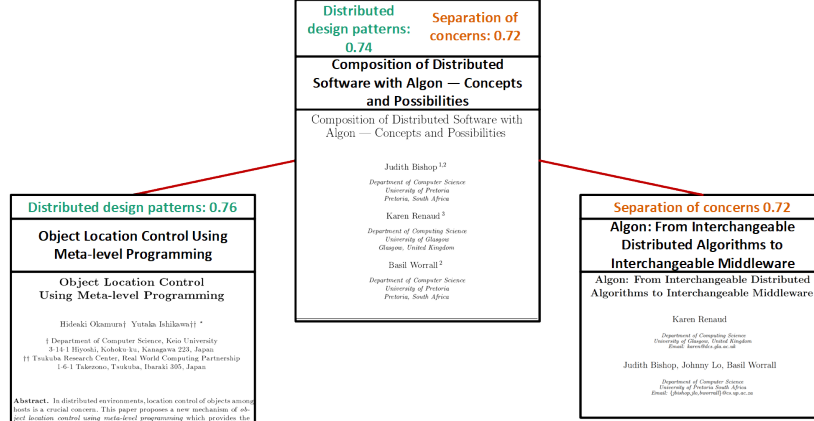 Distributed
design patterns:
0.74
Separation of
concerns: 0.72
Composition of Distributed
Software with Algon — Concepts
and Possibilities
Composition of Distributed Software with
Algon — Concepts and Possibilities
Judith Bishop 1,2
Department of Computer Science
University of Pretoria
Pretoria, South Africa
Karen Renaud 3
Department of Computing Science
University of Glasgow
Glasgow, United Kingdom
Basil Worrall 2
Department of Computer Science
University of Pretoria
Pretoria, South Africa
Distributed design patterns: 0.76
Object Location Control Using
Meta-level Programming
Object Location Control
Using Meta-level Programming
Hideaki Okamura† Yutaka Ishikawa†† *
† Department of Computer Science, Keio University
3-14-1 Hiyoshi, Kohoku-ku, Kanagawa 223, Japan
†† Tsukuba Research Center, Real World Computing Partnership
1-6-1 Takezono, Tsukuba, Ibaraki 305, Japan
Abstract. In distributed environments, location control of objects among
hosts is a crucial concern. This paper proposes a new mechanism of ob-
ject location control using meta-level programming which provides the
Separation of concerns 0.72
Algon: From Interchangeable
Distributed Algorithms to
Interchangeable Middleware
Algon: From Interchangeable Distributed
Algorithms to Interchangeable Middleware
Karen Renaud
Department of Computing Science
University of Glasgow, United Kingdom
Email: karen@dcs.gla.ac.uk
Judith Bishop, Johnny Lo, Basil Worrall
Department of Computer Science
University of Pretoria South Africa
Email: